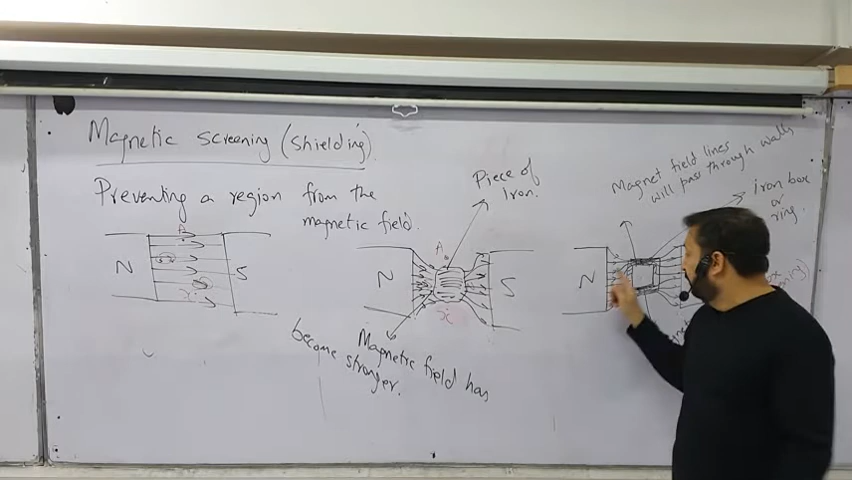 Magnetic screening (shielding)
Preventing a region from the
magnetic field.
A
N
S
Piece of
Iron.
A
N
S
x
Magnetic field has
become stronger.
Magnet field lines
will pass through walls
iron box
or
ring.
N